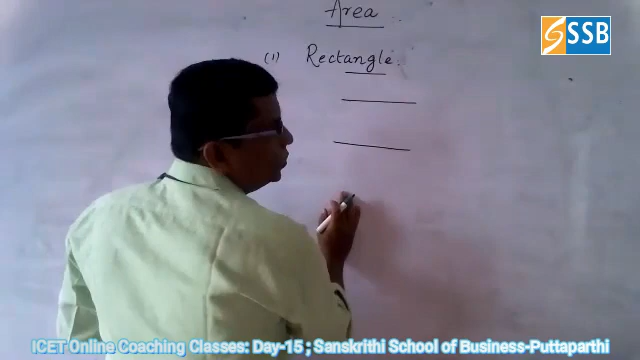 Area
SSB
(1) Rectangle.
ICET Online Coaching Classes: Day-15 ; Sanskrithi School of Business-Puttaparthi